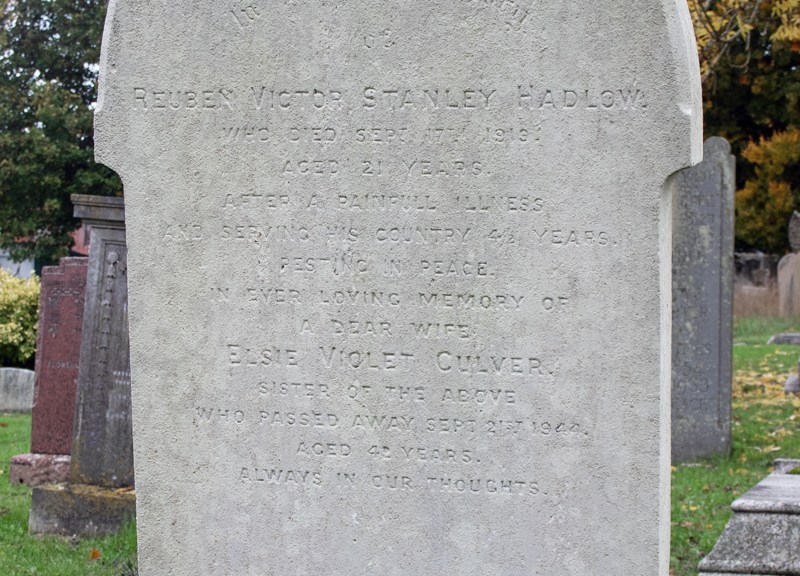 In
OF
REUBEN VICTOR STANLEY HADLOW.
WHO DIED SEPT 17TH 1919.
AGED 21 YEARS.
AFTER A PAINFULL ILLNESS
AND SERVING HIS COUNTRY 4½ YEARS.
RESTING IN PEACE.
IN EVER LOVING MEMORY OF
A DEAR WIFE
ELSIE VIOLET CULVER.
SISTER OF THE ABOVE
WHO PASSED AWAY SEPT 21ST 1944.
AGED 42 YEARS.
ALWAYS IN OUR THOUGHTS.